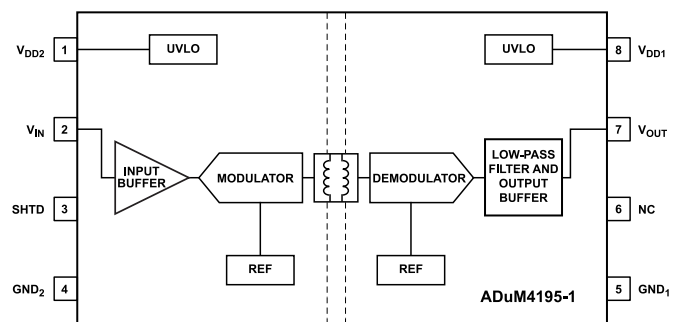 VDD2 1 UVLO UVLO 8 VDD1
VIN 2 7 VOUT
INPUT
BUFFER
MODULATOR
DEMODULATOR
LOW-PASS
FILTER AND
OUTPUT
BUFFER
SHTD 3 6 NC
REF REF
GND2 4 5 GND1
ADuM4195-1